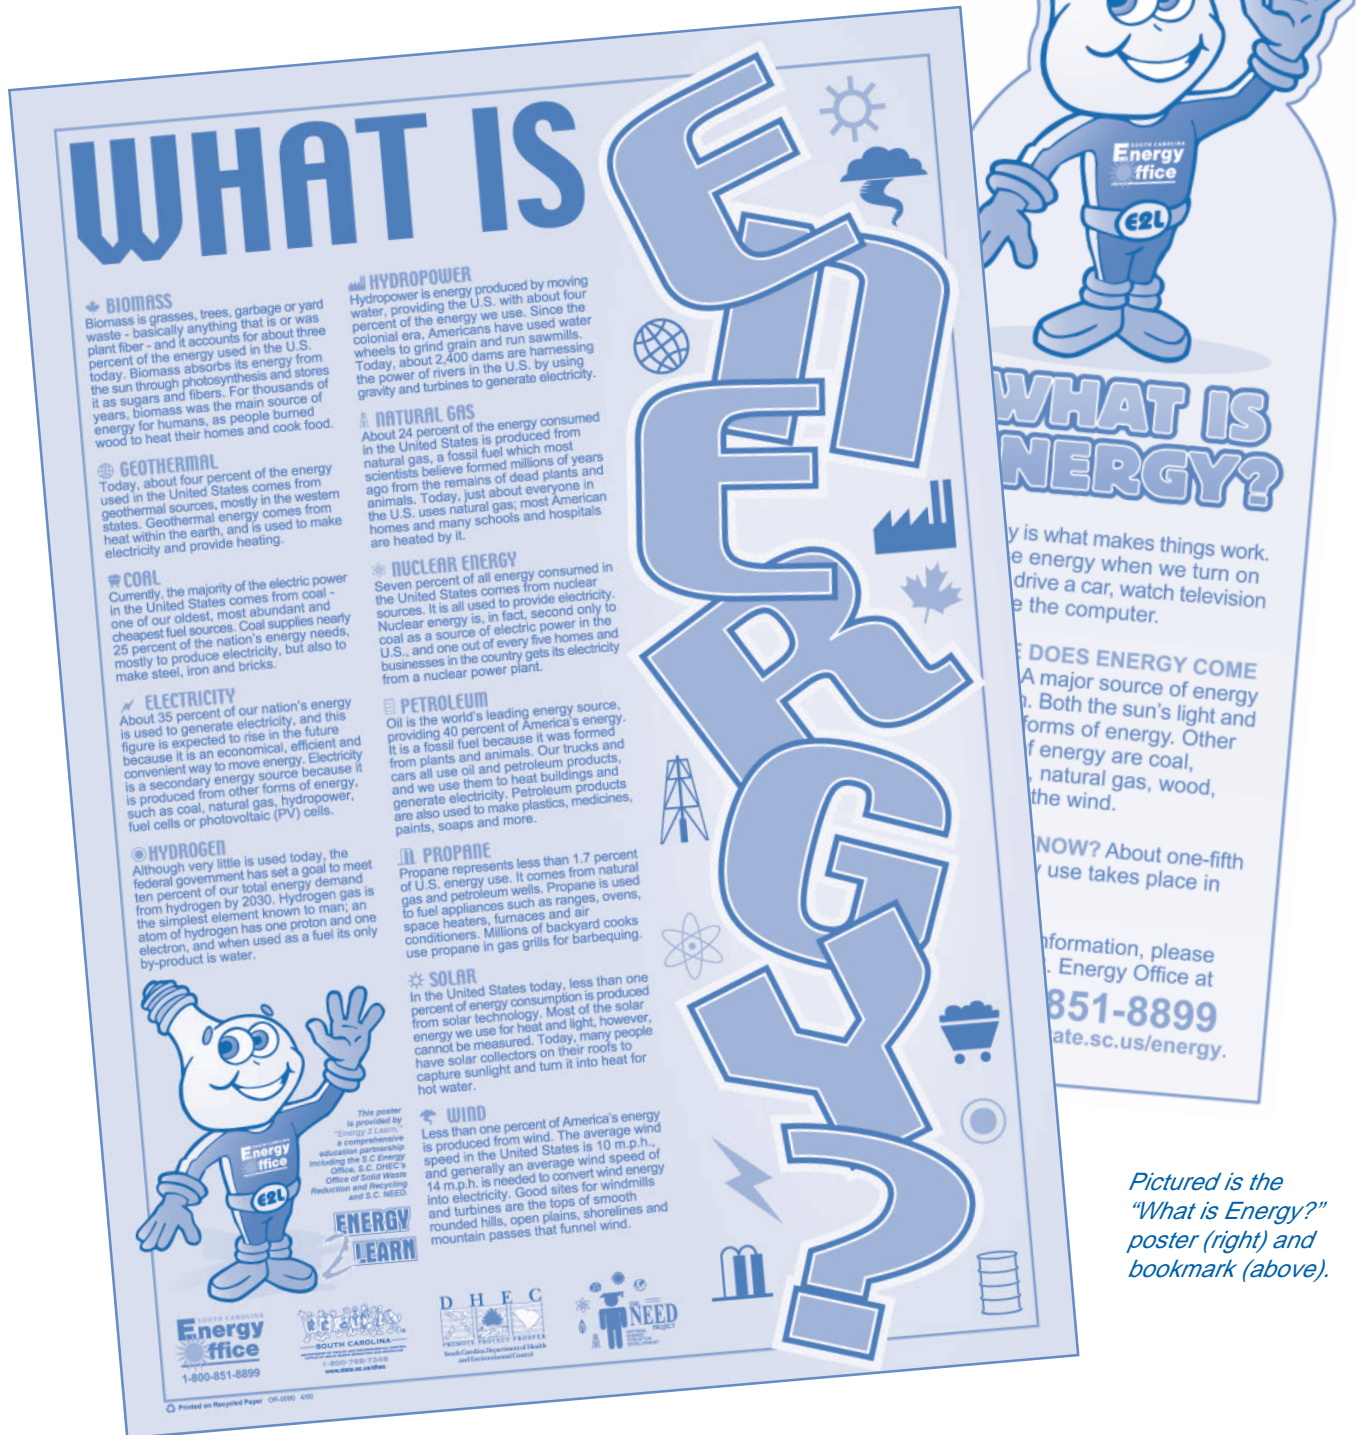 WHAT IS
ENERGY?
BIOMASS
Biomass is grasses, trees, garbage or yard
waste - basically anything that is or was
plant fiber - and it accounts for about three
percent of the energy used in the U.S.
today. Biomass absorbs its energy from
the sun through photosynthesis and stores
it as sugars and fibers. For thousands of
years, biomass was the main source of
energy for humans, as people burned
wood to heat their homes and cook food.
GEOTHERMAL
Today, about four percent of the energy
used in the United States comes from
geothermal sources, mostly in the western
states. Geothermal energy comes from
heat within the earth, and is used to make
electricity and provide heating.
COAL
Currently, the majority of the electric power
in the United States comes from coal -
one of our oldest, most abundant and
cheapest fuel sources. Coal supplies nearly
25 percent of the nation's energy needs,
mostly to produce electricity, but also to
make steel, iron and bricks.
ELECTRICITY
About 35 percent of our nation's energy
is used to generate electricity, and this
figure is expected to rise in the future
because it is an economical, efficient and
convenient way to move energy. Electricity
is a secondary energy source because it
is produced from other forms of energy,
such as coal, natural gas, hydropower,
fuel cells or photovoltaic (PV) cells.
HYDROGEN
Although very little is used today, the
federal government has set a goal to meet
ten percent of our total energy demand
from hydrogen by 2030. Hydrogen gas is
the simplest element known to man; an
atom of hydrogen has one proton and one
electron, and when used as a fuel its only
by-product is water.
HYDROPOWER
Hydropower is energy produced by moving
water, providing the U.S. with about four
percent of the energy we use. Since the
colonial era, Americans have used water
wheels to grind grain and run sawmills.
Today, about 2,400 dams are harnessing
the power of rivers in the U.S. by using
gravity and turbines to generate electricity.
NATURAL GAS
About 24 percent of the energy consumed
in the United States is produced from
natural gas, a fossil fuel which most
scientists believe formed millions of years
ago from the remains of dead plants and
animals. Today, just about everyone in
the U.S. uses natural gas; most American
homes and many schools and hospitals
are heated by it.
NUCLEAR ENERGY
Seven percent of all energy consumed in
the United States comes from nuclear
sources. It is all used to provide electricity.
Nuclear energy is, in fact, second only to
coal as a source of electric power in the
U.S., and one out of every five homes and
businesses in the country gets its electricity
from a nuclear power plant.
PETROLEUM
Oil is the world's leading energy source,
providing 40 percent of America's energy.
It is a fossil fuel because it was formed
from plants and animals. Our trucks and
cars all use oil and petroleum products,
and we use them to heat buildings and
generate electricity. Petroleum products
are also used to make plastics, medicines,
paints, soaps and more.
PROPANE
Propane represents less than 1.7 percent
of U.S. energy use. It comes from natural
gas and petroleum wells. Propane is used
to fuel appliances such as ranges, ovens,
space heaters, furnaces and air
conditioners. Millions of backyard cooks
use propane in gas grills for barbequing.
SOLAR
In the United States today, less than one
percent of energy consumption is produced
from solar technology. Most of the solar
energy we use for heat and light, however,
cannot be measured. Today, many people
have solar collectors on their roofs to
capture sunlight and turn it into heat for
hot water.
WIND
Less than one percent of America's energy
is produced from wind. The average wind
speed in the United States is 10 m.p.h.,
and generally an average wind speed of
14 m.p.h. is needed to convert wind energy
into electricity. Good sites for windmills
and turbines are the tops of smooth
rounded hills, open plains, shorelines and
mountain passes that funnel wind.
SOUTH CAROLINA
Energy
Office
E2L
This poster
is provided by
"Energy 2 Learn,"
a comprehensive
education partnership
including the S.C Energy
Office, S.C. DHEC's
Office of Solid Waste
Reduction and Recycling
and S.C. NEED.
ENERGY
2
LEARN
SOUTH CAROLINA
Energy
Office
1-800-851-8899
SOUTH CAROLINA
1-800-768-7348
www.state.sc.us/dhec
DHEC
PROMOTE PROTECT PROSPER
South Carolina Department of Health
and Environmental Control
THE
NEED
PROJECT
Printed on Recycled Paper
SOUTH CAROLINA
Energy
Office
E2L
WHAT IS
NERGY?
y is what makes things work.
e energy when we turn on
drive a car, watch television
e the computer.
E DOES ENERGY COME
A major source of energy
n. Both the sun's light and
forms of energy. Other
f energy are coal,
, natural gas, wood,
the wind.
NOW? About one-fifth
y use takes place in
nformation, please
. Energy Office at
851-8899
ate.sc.us/energy.
Pictured is the
“What is Energy?”
poster (right) and
bookmark (above).